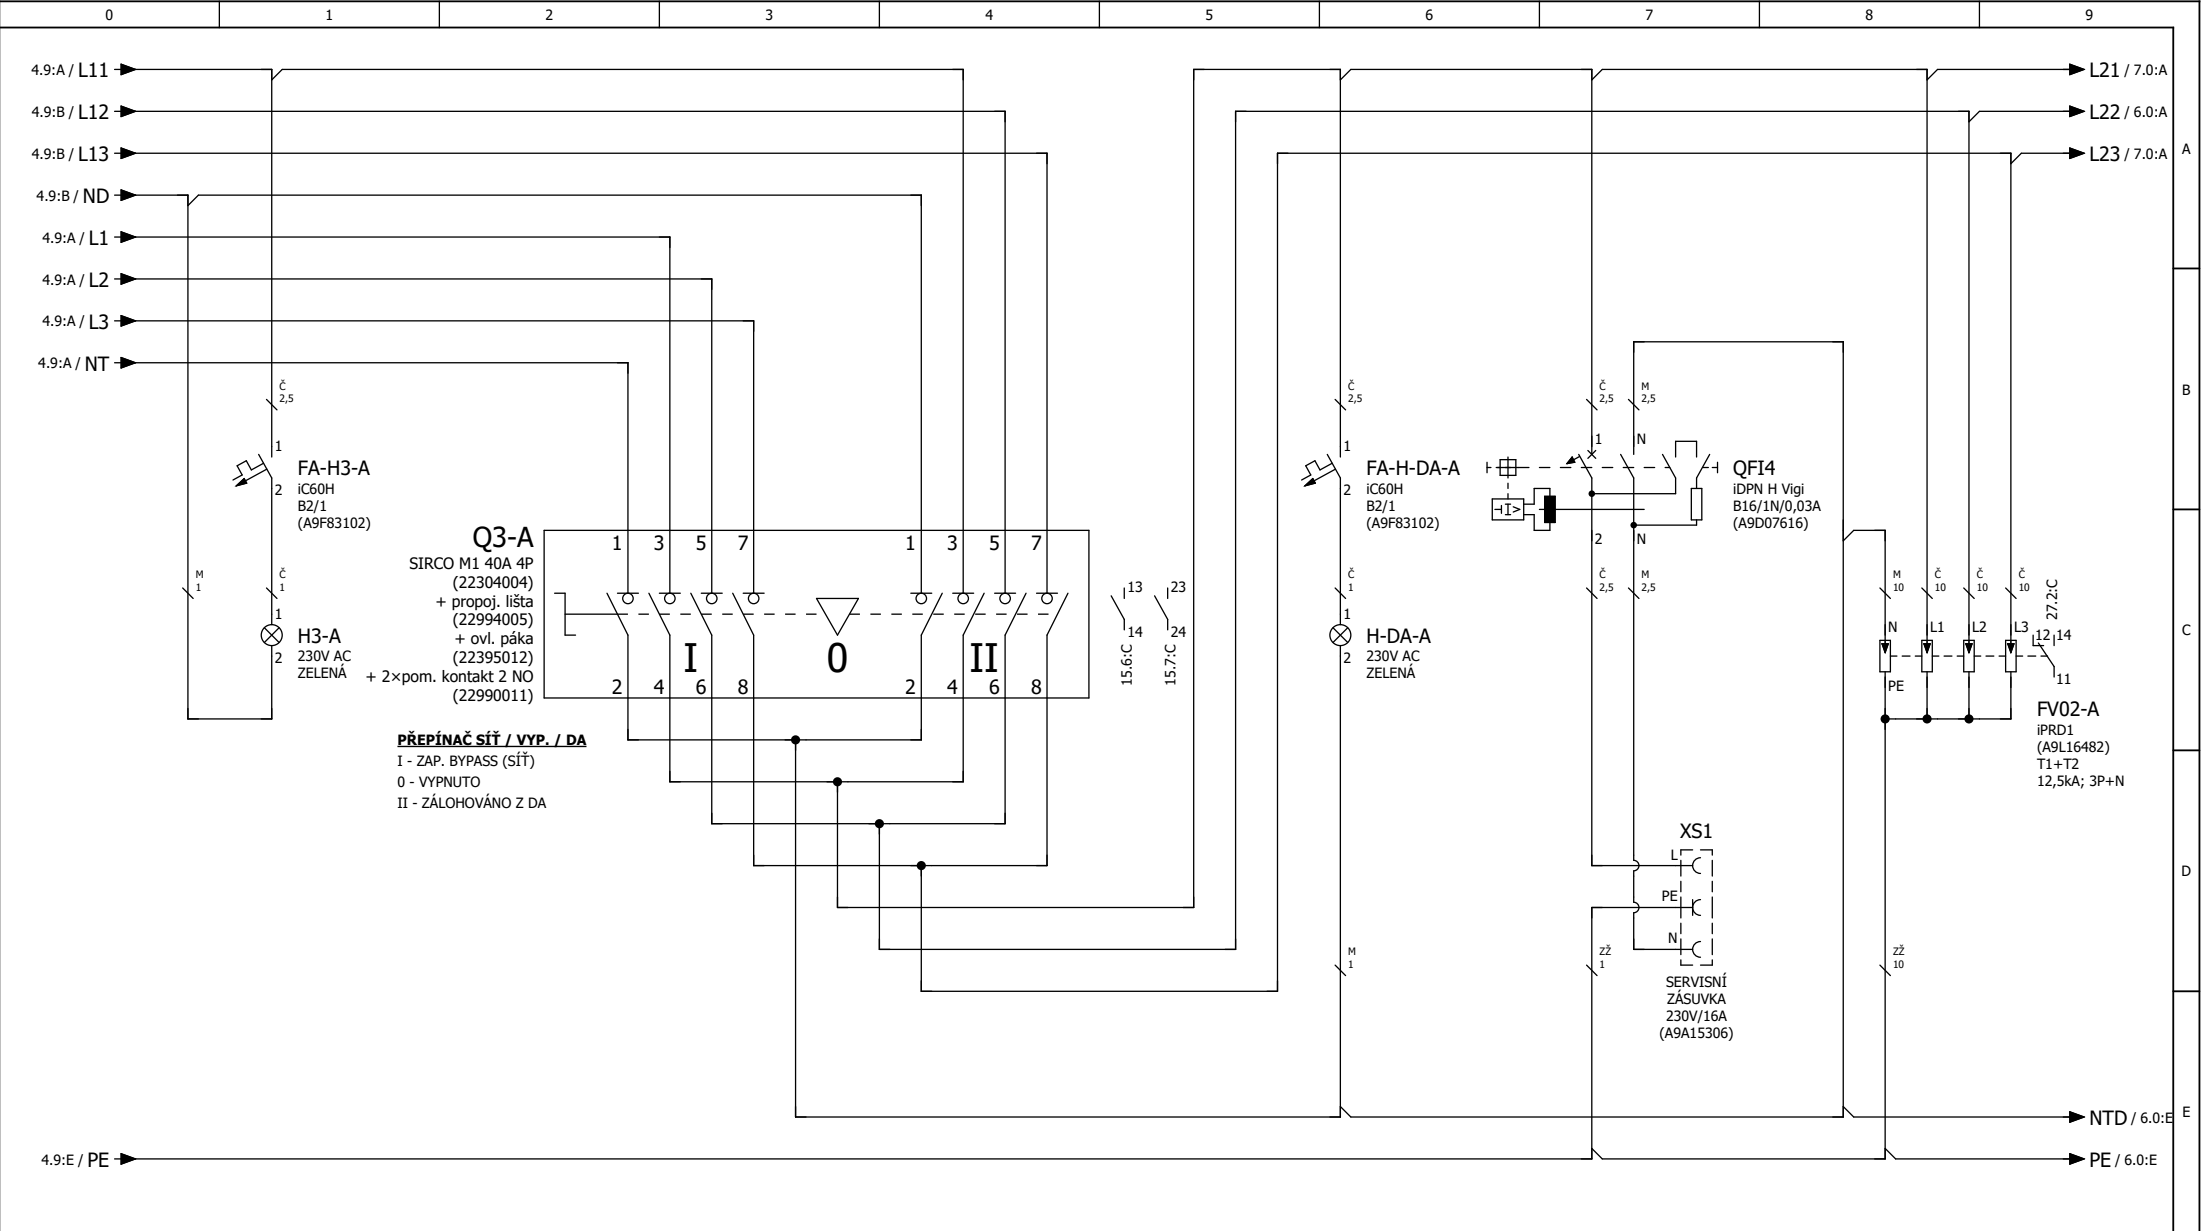 0 1 2 3 4 5 6 7 8 9
4.9:A / L11
4.9:B / L12
4.9:B / L13
4.9:B / ND
4.9:A / L1
4.9:A / L2
4.9:A / L3
4.9:A / NT
4.9:E / PE
M
1
Č
2,5
1
2
FA-H3-A
iC60H
B2/1
(A9F83102)
Č
1
1
2
H3-A
230V AC
ZELENÁ
Q3-A
SIRCO M1 40A 4P
(22304004)
+ propoj. lišta
(22994005)
+ ovl. páka
(22395012)
+ 2×pom. kontakt 2 NO
(22990011)
1 3 5 7 1 3 5 7
I 0 II
2 4 6 8 2 4 6 8
PŘEPÍNAČ SÍŤ / VYP. / DA
I - ZAP. BYPASS (SÍŤ)
0 - VYPNUTO
II - ZÁLOHOVÁNO Z DA
13
14
15.6:C
23
24
15.7:C
Č
2,5
1
2
FA-H-DA-A
iC60H
B2/1
(A9F83102)
Č
1
1
2
H-DA-A
230V AC
ZELENÁ
M
1
Č
2,5
M
2,5
1 N
I>
2 N
QFI4
iDPN H Vigi
B16/1N/0,03A
(A9D07616)
Č
2,5
M
2,5
XS1
L
PE
N
SERVISNÍ
ZÁSUVKA
230V/16A
(A9A15306)
ZŽ
1
M
10
Č
10
Č
10
Č
10
N L1 L2 L3
PE
12 14
11
27.2:C
FV02-A
iPRD1
(A9L16482)
T1+T2
12,5kA; 3P+N
ZŽ
10
L21 / 7.0:A
L22 / 6.0:A
L23 / 7.0:A
NTD / 6.0:E
PE / 6.0:E
A
B
C
D
E